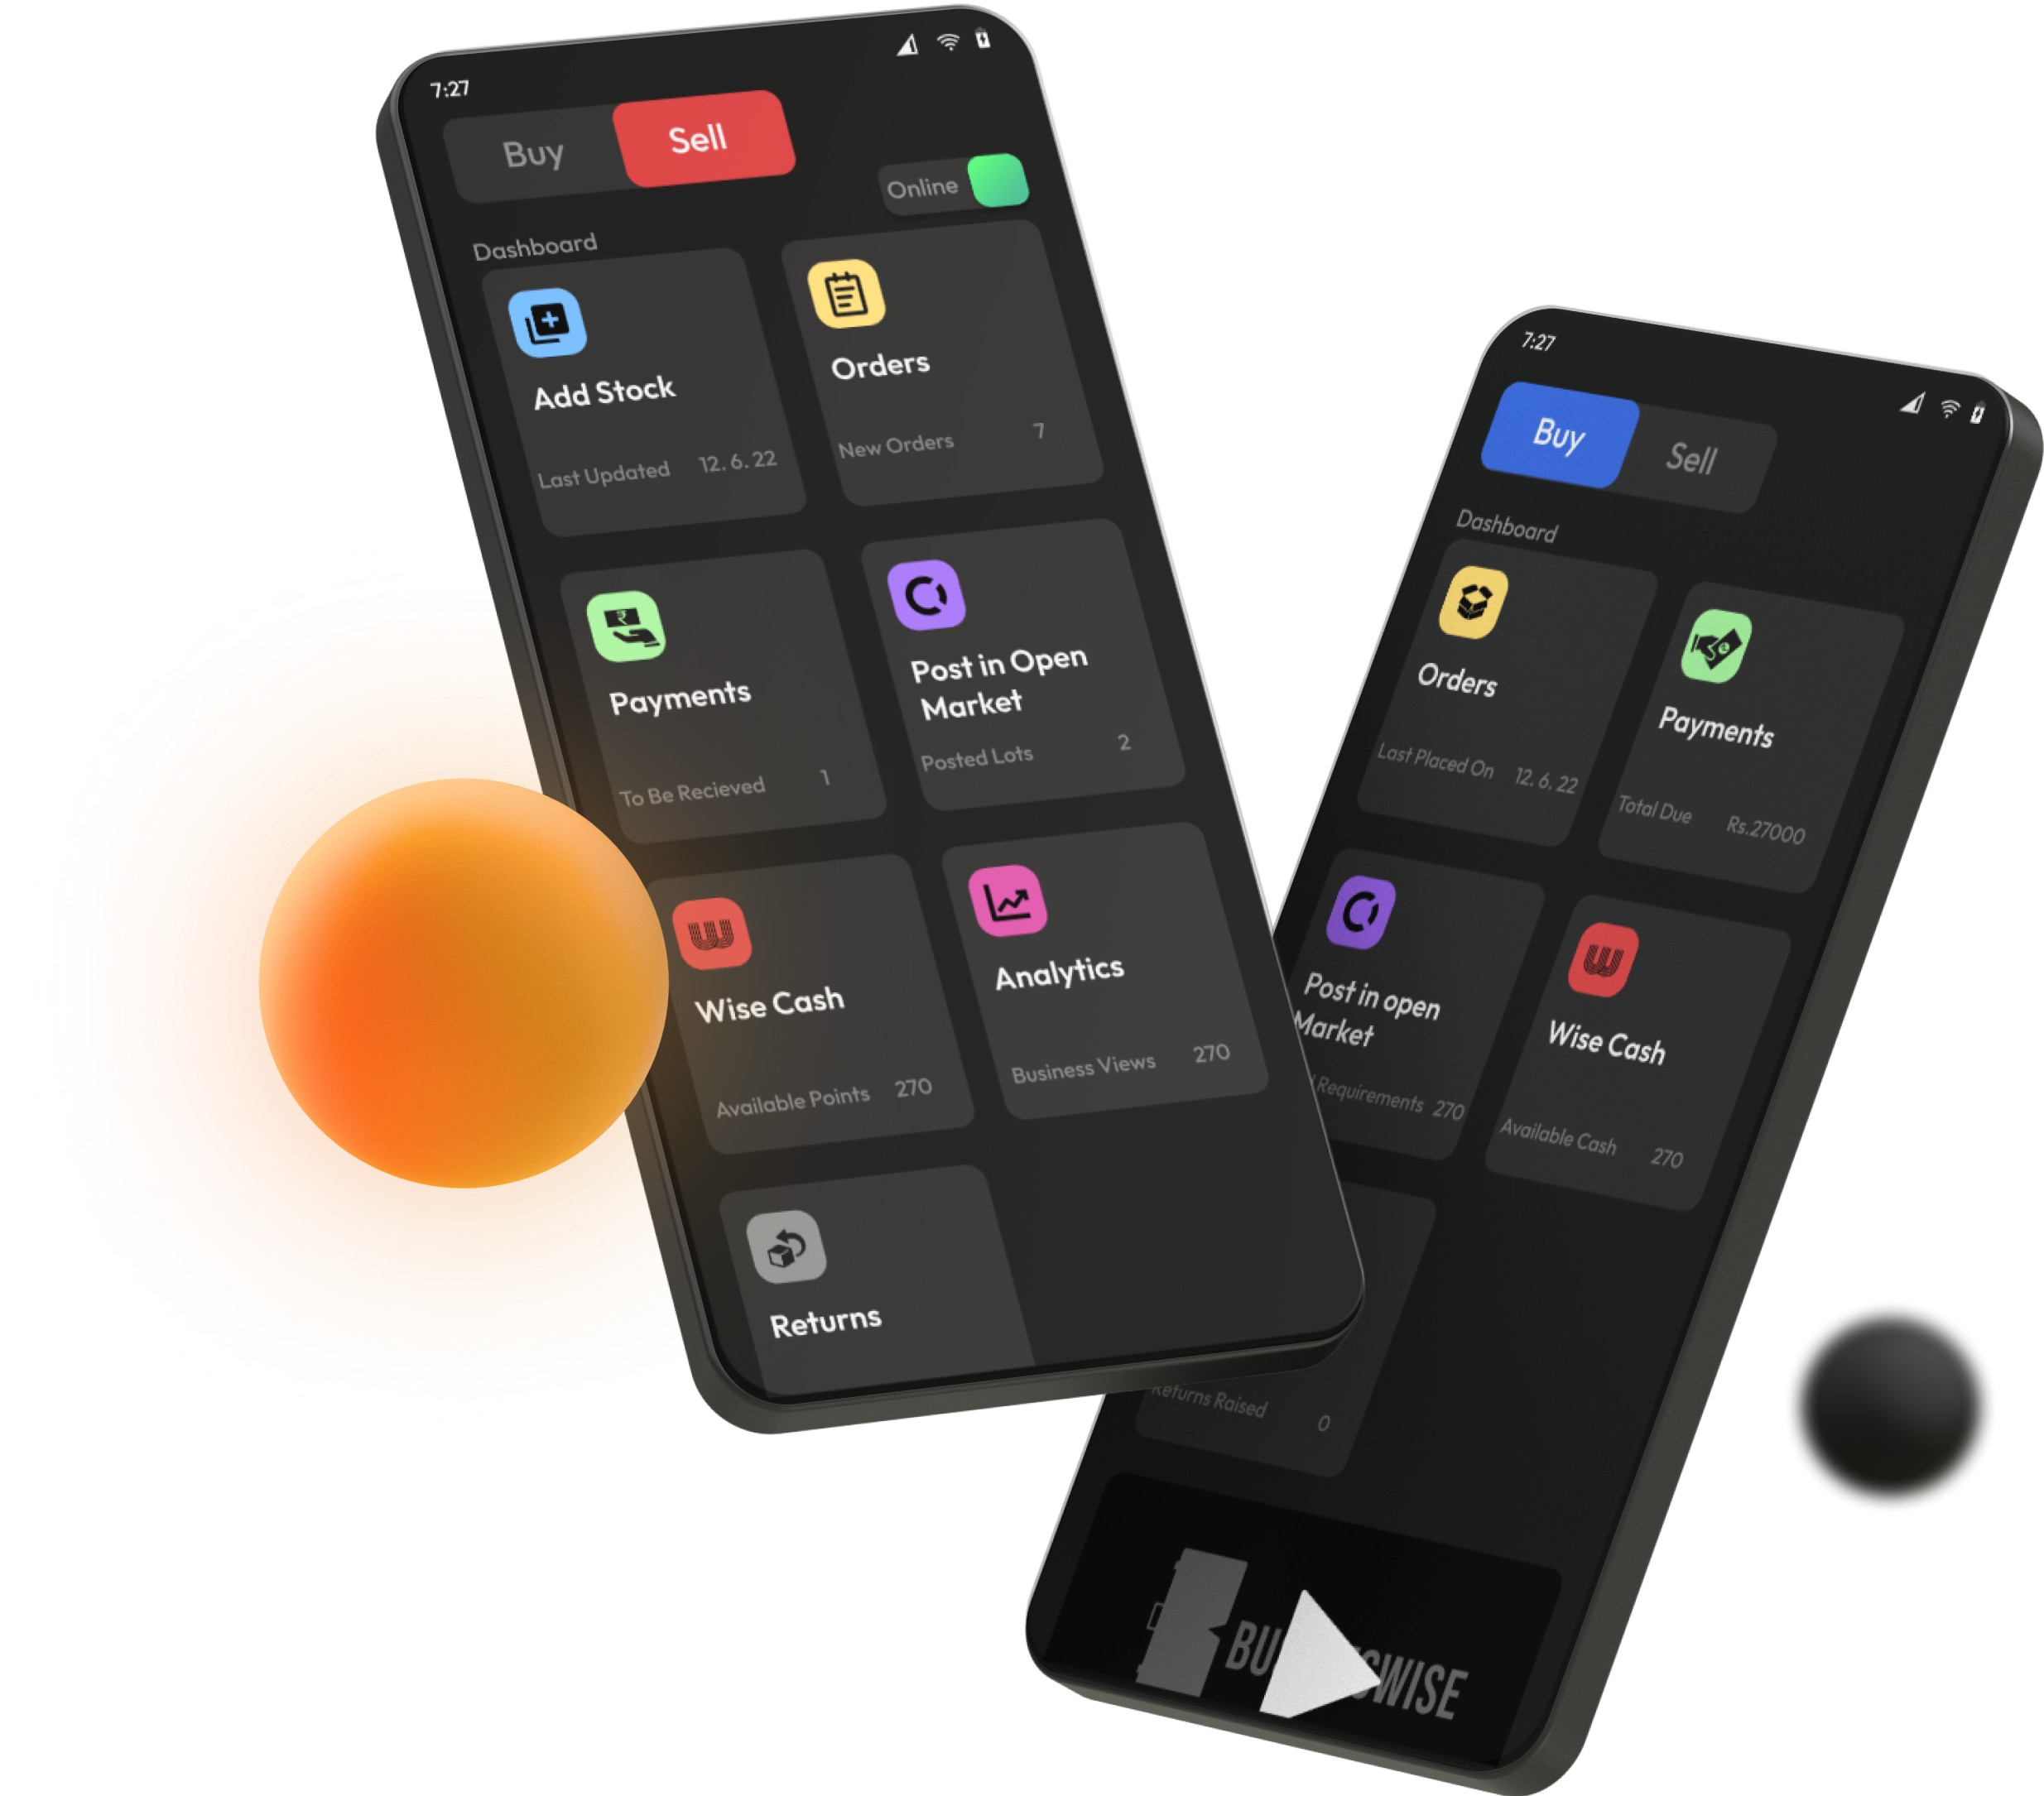 7:27
Buy
Sell
Online
Dashboard
Add Stock
Last Updated 12. 6. 22
Orders
New Orders 7
Payments
To Be Recieved 1
Post in Open
Market
Posted Lots 2
Wise Cash
Available Points 270
Analytics
Business Views 270
Returns
7:27
Buy
Sell
Dashboard
Orders
Last Placed On 12. 6. 22
Payments
Total Due Rs.27000
Post in open
Market
Requirements 270
Wise Cash
Available Cash 270
Returns Raised 0